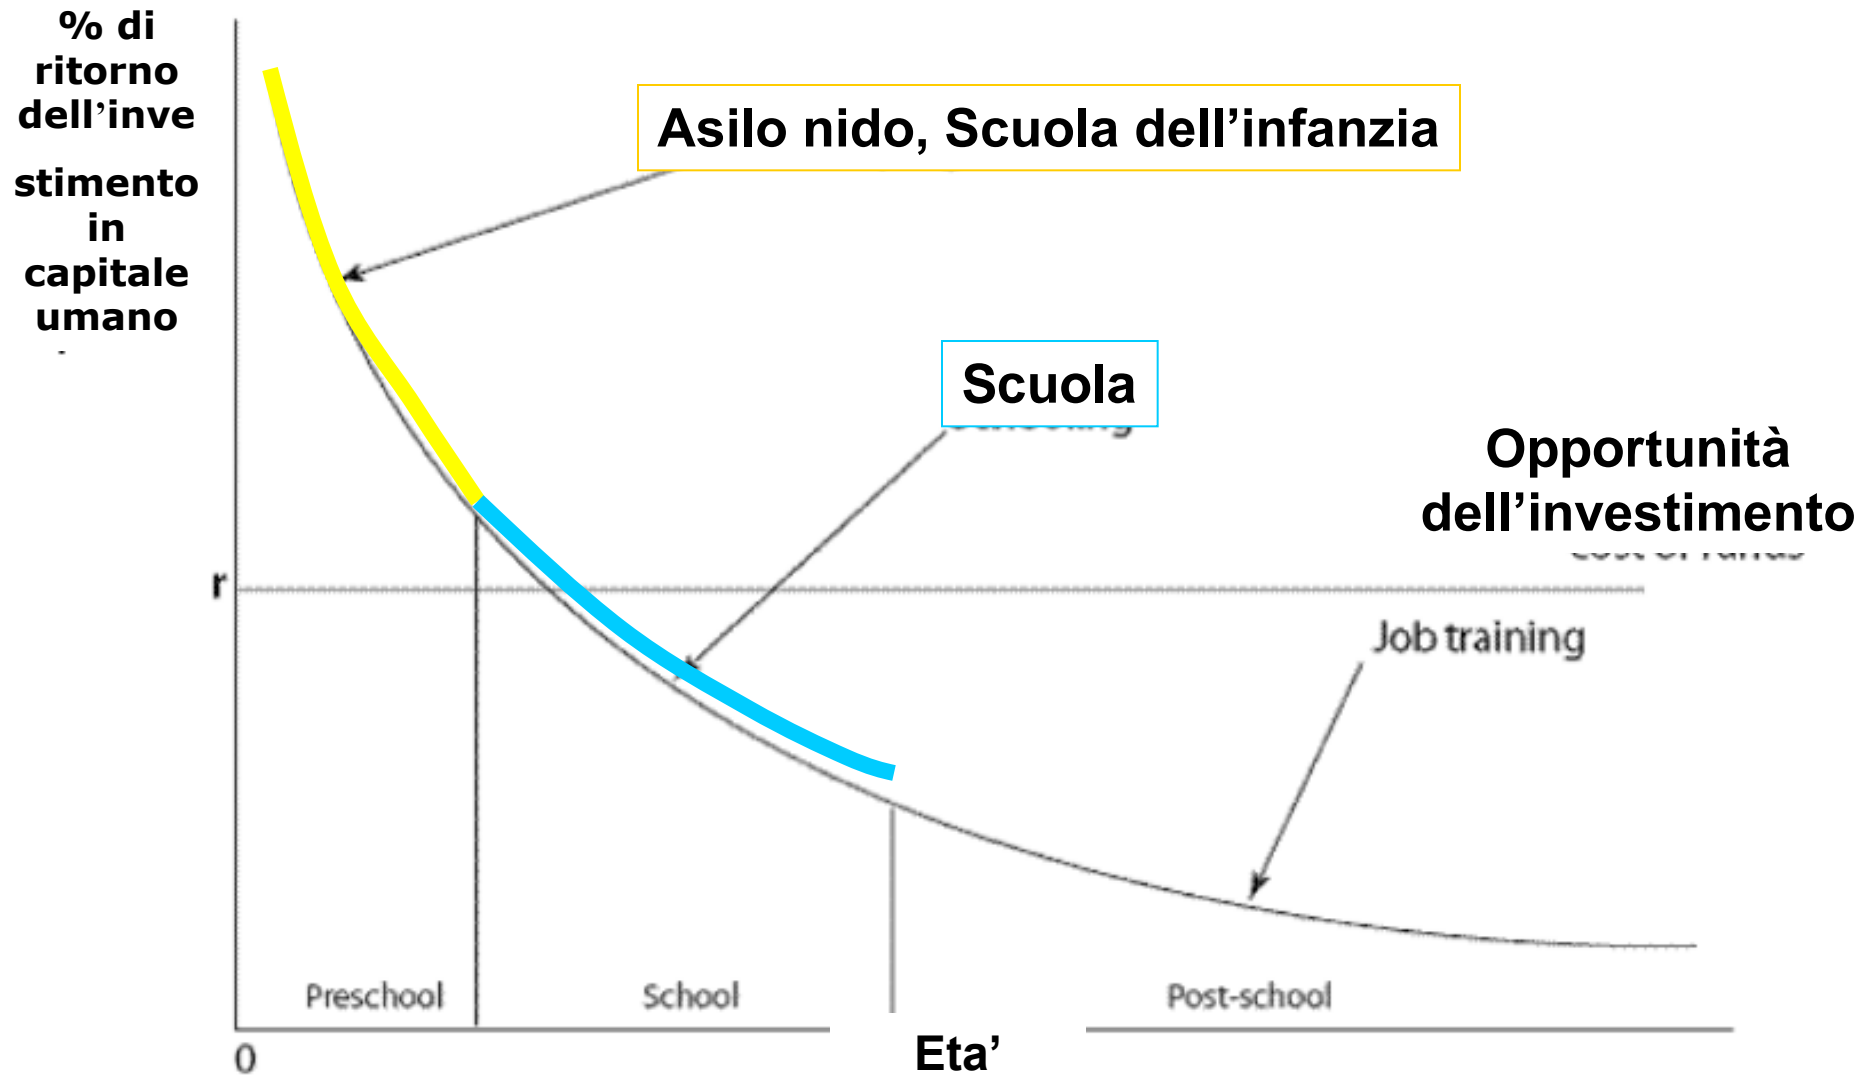 % di
ritorno
dell’inve
stimento
in
capitale
umano
Asilo nido, Scuola dell’infanzia
Scuola
Opportunità
dell’investimento
r
Job training
Preschool
School
Post-school
0
Eta’